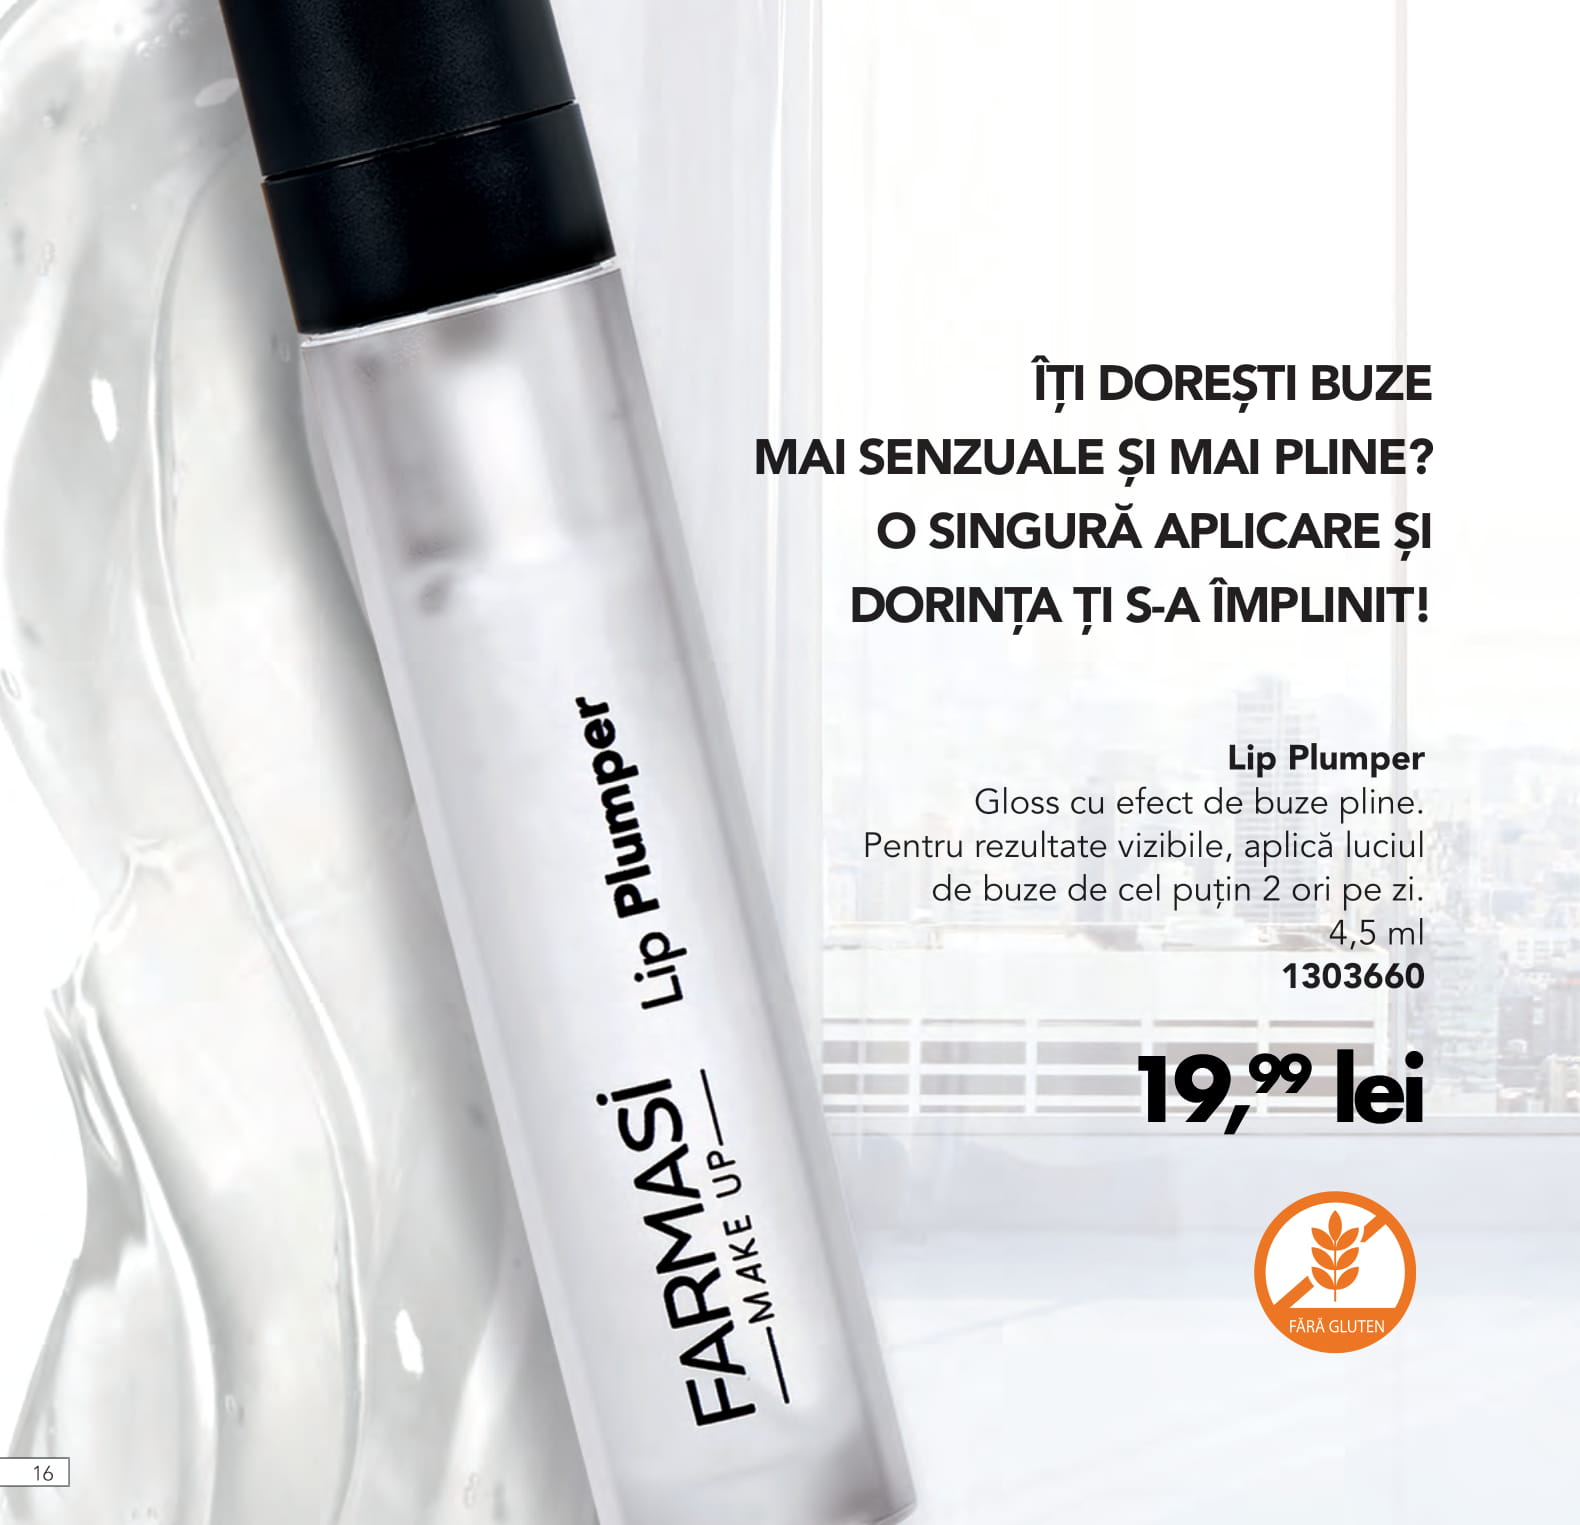 ÎȚI DOREȘTI BUZE
MAI SENZUALE ȘI MAI PLINE?
O SINGURĂ APLICARE ȘI
DORINȚA ȚI S-A ÎMPLINIT!
Lip Plumper
Gloss cu efect de buze pline.
Pentru rezultate vizibile, aplică luciul
de buze de cel puțin 2 ori pe zi.
4,5 ml
1303660
19,99 lei
FĂRĂ GLUTEN
Lip Plumper
FARMASi
MAKE UP
16